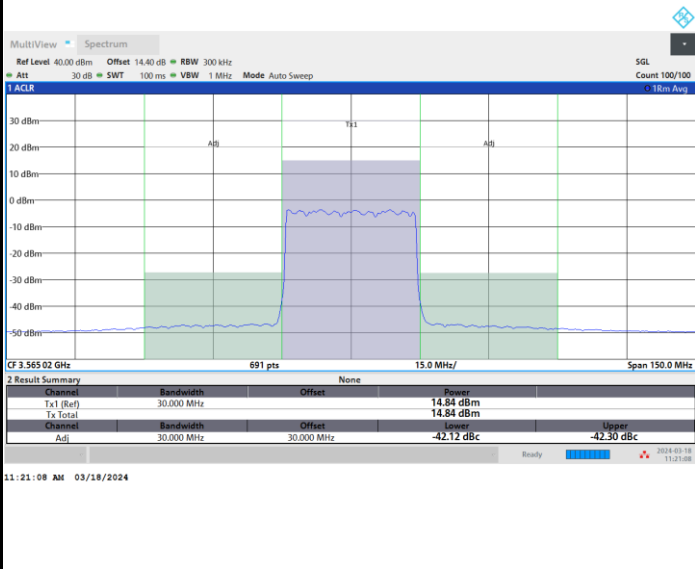 MultiView Spectrum
Ref Level 40.00 dBm Offset 14.40 dB RBW 300 kHz SGL
Att 30 dB SWT 100 ms VBW 1 MHz Mode Auto Sweep Count 100/100
1 ACLR 1Rm Avg
30 dBm
Tx1
20 dBm
Adj Adj
10 dBm
0 dBm
-10 dBm
-20 dBm
-30 dBm
-40 dBm
-50 dBm
CF 3.565 02 GHz 691 pts 15.0 MHz/ Span 150.0 MHz
2 Result Summary None
Channel Bandwidth Offset Power
Tx1 (Ref) 30.000 MHz 14.84 dBm
Tx Total 14.84 dBm
Channel Bandwidth Offset Lower Upper
Adj 30.000 MHz 30.000 MHz -42.12 dBc -42.30 dBc
Ready 2024-03-18
11:21:08
11:21:08 AM 03/18/2024